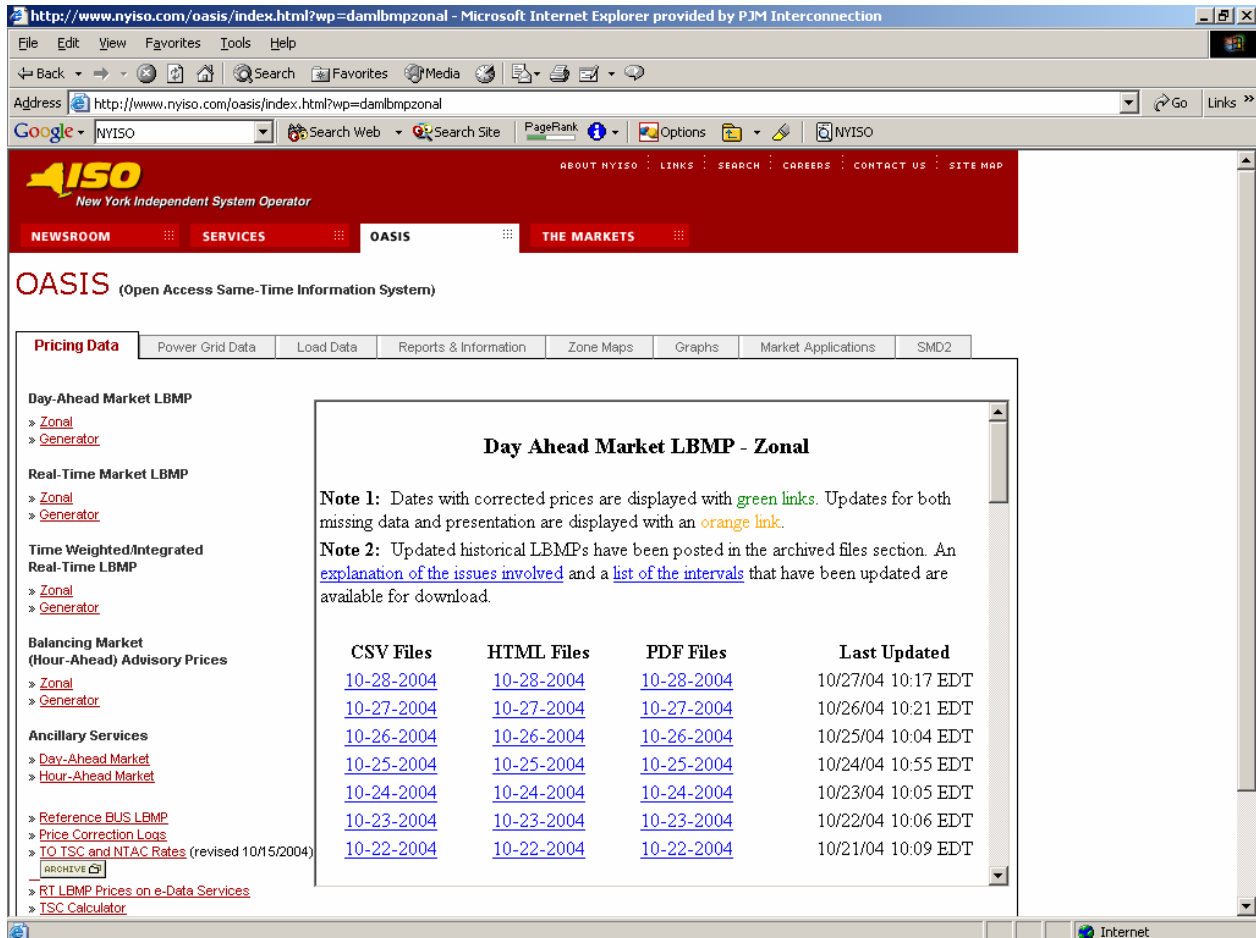 http://www.nyiso.com/oasis/index.html?wp=damlbmpzonal - Microsoft Internet Explorer provided by PJM Interconnection
File Edit View Favorites Tools Help
Back Search Favorites Media
Address http://www.nyiso.com/oasis/index.html?wp=damlbmpzonal Go Links »
Google NYISO Search Web Search Site PageRank Options NYISO
ABOUT NYISO LINKS SEARCH CAREERS CONTACT US SITE MAP
ISO
New York Independent System Operator
NEWSROOM SERVICES OASIS THE MARKETS
OASIS (Open Access Same-Time Information System)
Pricing Data Power Grid Data Load Data Reports & Information Zone Maps Graphs Market Applications SMD2
Day-Ahead Market LBMP
» Zonal
» Generator
Real-Time Market LBMP
» Zonal
» Generator
Time Weighted/Integrated
Real-Time LBMP
» Zonal
» Generator
Balancing Market
(Hour-Ahead) Advisory Prices
» Zonal
» Generator
Ancillary Services
» Day-Ahead Market
» Hour-Ahead Market
» Reference BUS LBMP
» Price Correction Logs
» TO TSC and NTAC Rates (revised 10/15/2004)
ARCHIVE
» RT LBMP Prices on e-Data Services
» TSC Calculator
Day Ahead Market LBMP - Zonal
Note 1: Dates with corrected prices are displayed with green links. Updates for both
missing data and presentation are displayed with an orange link.
Note 2: Updated historical LBMPs have been posted in the archived files section. An
explanation of the issues involved and a list of the intervals that have been updated are
available for download.
CSV Files HTML Files PDF Files Last Updated
10-28-2004 10-28-2004 10-28-2004 10/27/04 10:17 EDT
10-27-2004 10-27-2004 10-27-2004 10/26/04 10:21 EDT
10-26-2004 10-26-2004 10-26-2004 10/25/04 10:04 EDT
10-25-2004 10-25-2004 10-25-2004 10/24/04 10:55 EDT
10-24-2004 10-24-2004 10-24-2004 10/23/04 10:05 EDT
10-23-2004 10-23-2004 10-23-2004 10/22/04 10:06 EDT
10-22-2004 10-22-2004 10-22-2004 10/21/04 10:09 EDT
Internet